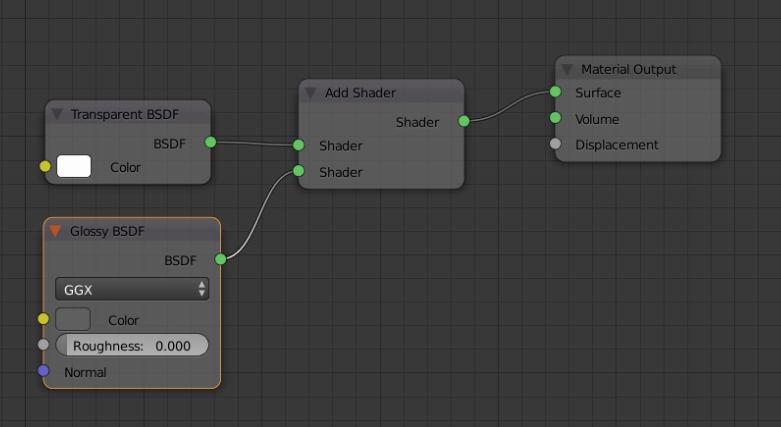 Transparent BSDF
BSDF
Color
Glossy BSDF
BSDF
GGX
Color
Roughness: 0.000
Normal
Add Shader
Shader
Shader
Shader
Material Output
Surface
Volume
Displacement